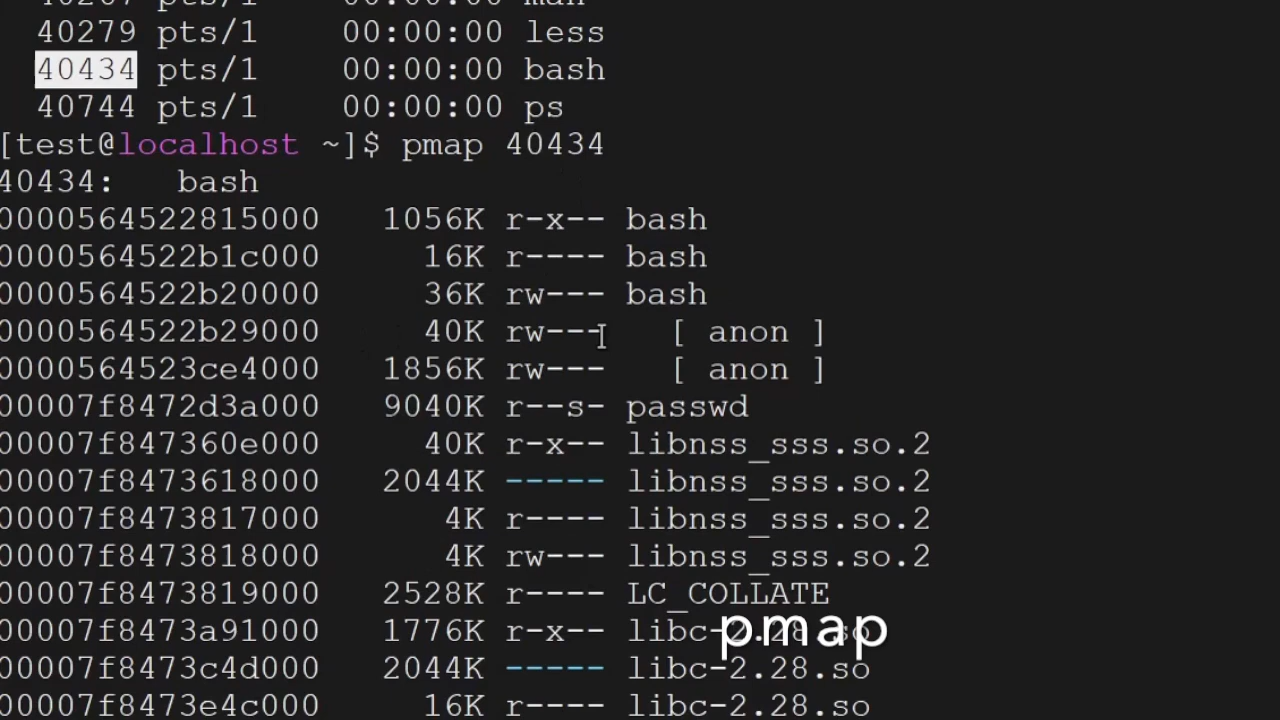 40279 pts/1    00:00:00 less
40434 pts/1    00:00:00 bash
40744 pts/1    00:00:00 ps
[test@localhost ~]$ pmap 40434
40434:   bash
0000564522815000   1056K r-x-- bash
0000564522b1c000     16K r---- bash
0000564522b20000     36K rw--- bash
0000564522b29000     40K rw---   [ anon ]
0000564523ce4000   1856K rw---   [ anon ]
00007f8472d3a000   9040K r--s- passwd
00007f847360e000     40K r-x-- libnss_sss.so.2
00007f8473618000   2044K ----- libnss_sss.so.2
00007f8473817000      4K r---- libnss_sss.so.2
00007f8473818000      4K rw--- libnss_sss.so.2
00007f8473819000   2528K r---- LC_COLLATE
00007f8473a91000   1776K r-x-- libc-2.28.so
00007f8473c4d000   2044K ----- libc-2.28.so
00007f8473e4c000     16K r---- libc-2.28.so
pmap